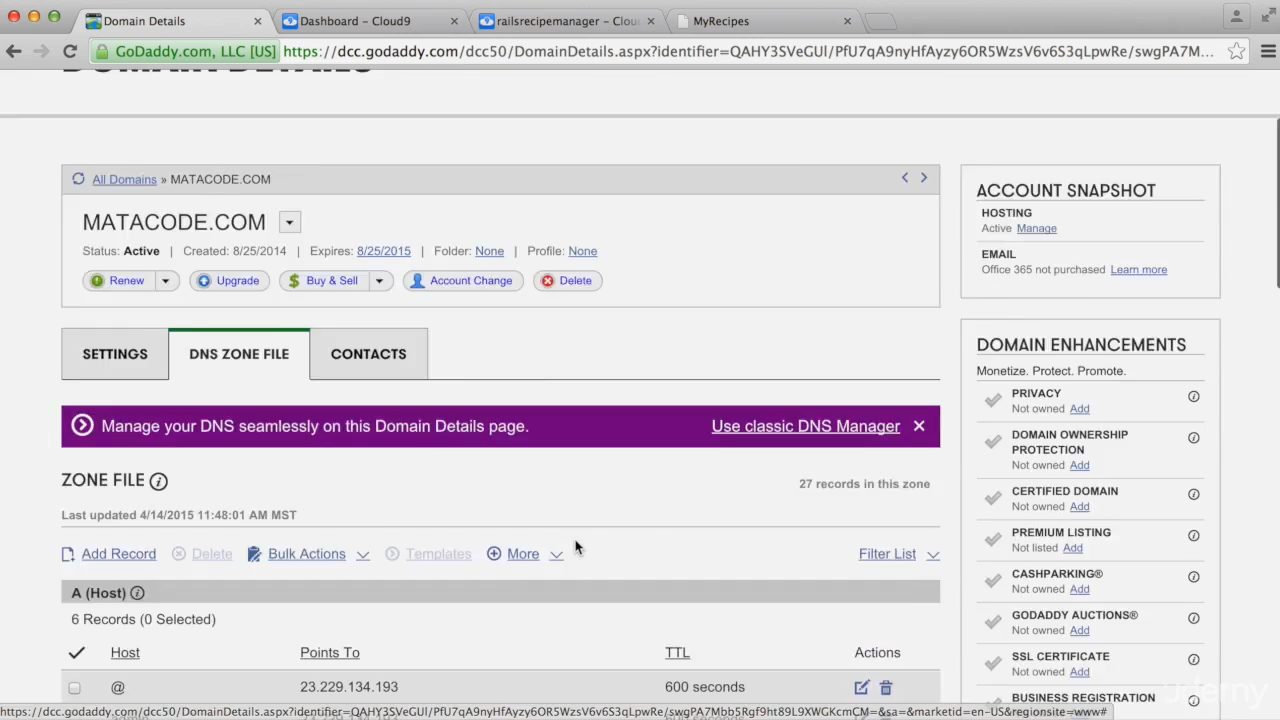 Domain Details
Dashboard - Cloud9
railsrecipemanager - Clou
MyRecipes
GoDaddy.com, LLC [US]
https://dcc.godaddy.com/dcc50/DomainDetails.aspx?identifier=QAHY3SVeGUI/PfU7qA9nyHfAyzy6OR5WzsV6v6S3qLpwRe/swgPA7M...
DOMAIN DETAILS
All Domains » MATACODE.COM
MATACODE.COM
Status: Active | Created: 8/25/2014 | Expires: 8/25/2015 | Folder: None | Profile: None
Renew
Upgrade
Buy & Sell
Account Change
Delete
SETTINGS
DNS ZONE FILE
CONTACTS
Manage your DNS seamlessly on this Domain Details page.
Use classic DNS Manager
ZONE FILE
27 records in this zone
Last updated 4/14/2015 11:48:01 AM MST
Add Record
Delete
Bulk Actions
Templates
More
Filter List
A (Host)
6 Records (0 Selected)
Host
Points To
TTL
Actions
@
23.229.134.193
600 seconds
ACCOUNT SNAPSHOT
HOSTING
Active Manage
EMAIL
Office 365 not purchased Learn more
DOMAIN ENHANCEMENTS
Monetize. Protect. Promote.
PRIVACY
Not owned Add
DOMAIN OWNERSHIP
PROTECTION
Not owned Add
CERTIFIED DOMAIN
Not owned Add
PREMIUM LISTING
Not listed Add
CASHPARKING®
Not owned Add
GODADDY AUCTIONS®
Not owned Add
SSL CERTIFICATE
Not owned Add
BUSINESS REGISTRATION
udemy
https://dcc.godaddy.com/dcc50/DomainDetails.aspx?identifier=QAHY3SVeGUI/PfU7qA9nyHfAyzy6OR5WzsV6v6S3qLpwRe/swgPA7Mbb5Rgf9ht89L9XWGKcmCM=&sa=&marketid=en-US&regionsite=www#